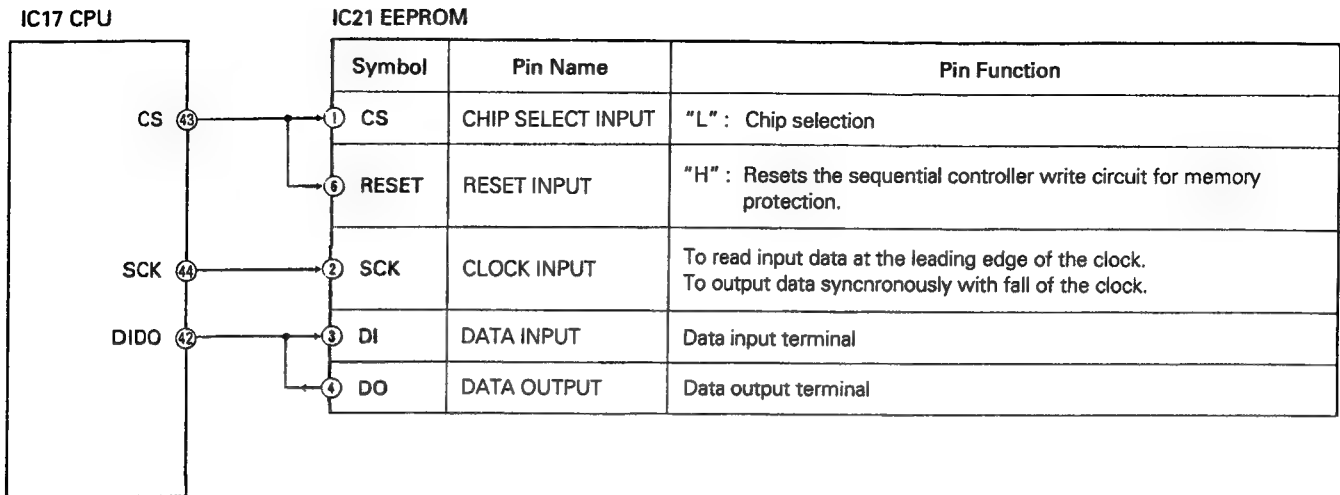 IC17 CPU
IC21 EEPROM
Symbol Pin Name Pin Function
CS 43 1 CS CHIP SELECT INPUT "L" : Chip selection
6 RESET RESET INPUT "H" : Resets the sequential controller write circuit for memory
protection.
SCK 44 2 SCK CLOCK INPUT To read input data at the leading edge of the clock.
To output data syncnronously with fall of the clock.
DIDO 42 3 DI DATA INPUT Data input terminal
4 DO DATA OUTPUT Data output terminal